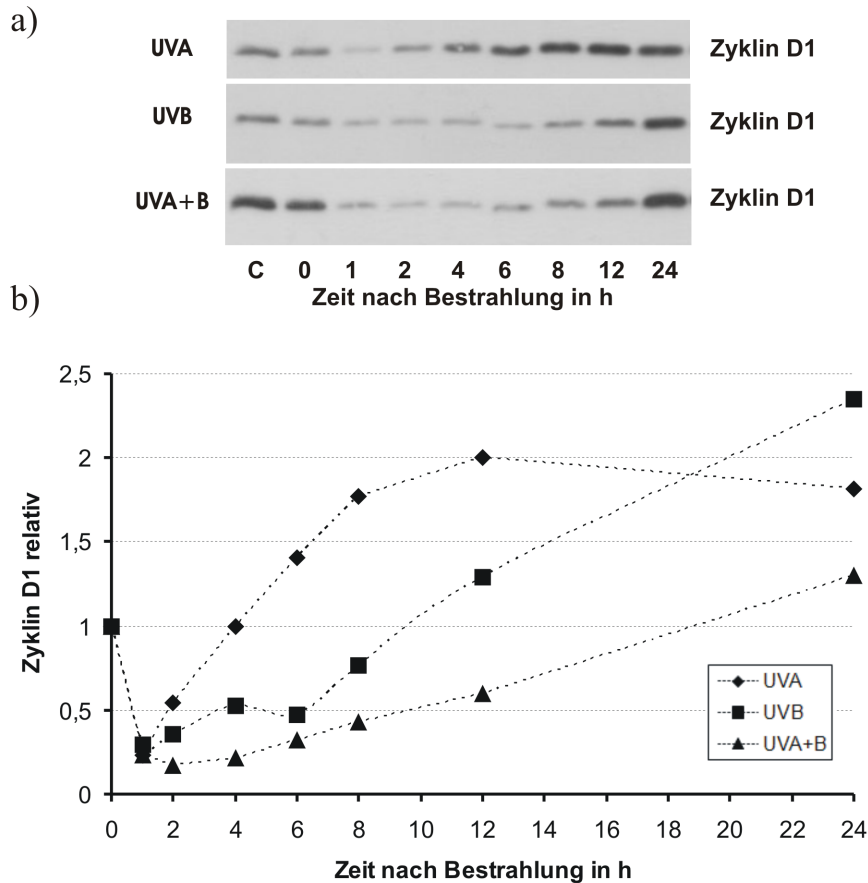 a)
UVA Zyklin D1
UVB Zyklin D1
UVA+B Zyklin D1
C 0 1 2 4 6 8 12 24
Zeit nach Bestrahlung in h
b)
2,5
2
1,5
1
0,5
0
Zyklin D1 relativ
UVA
UVB
UVA+B
0 2 4 6 8 10 12 14 16 18 20 22 24
Zeit nach Bestrahlung in h